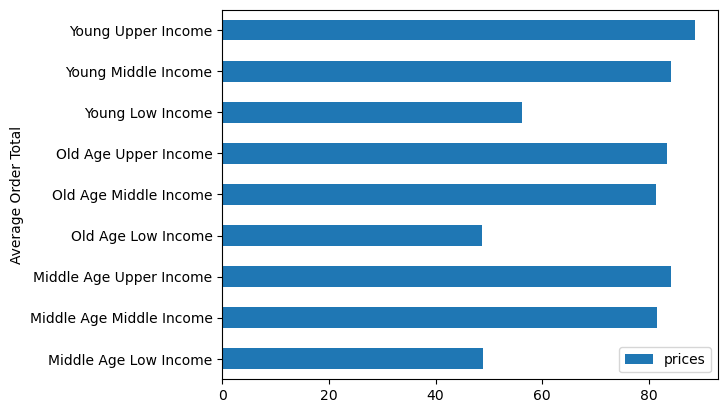 Average Order Total
Young Upper Income
Young Middle Income
Young Low Income
Old Age Upper Income
Old Age Middle Income
Old Age Low Income
Middle Age Upper Income
Middle Age Middle Income
Middle Age Low Income
prices
0 20 40 60 80